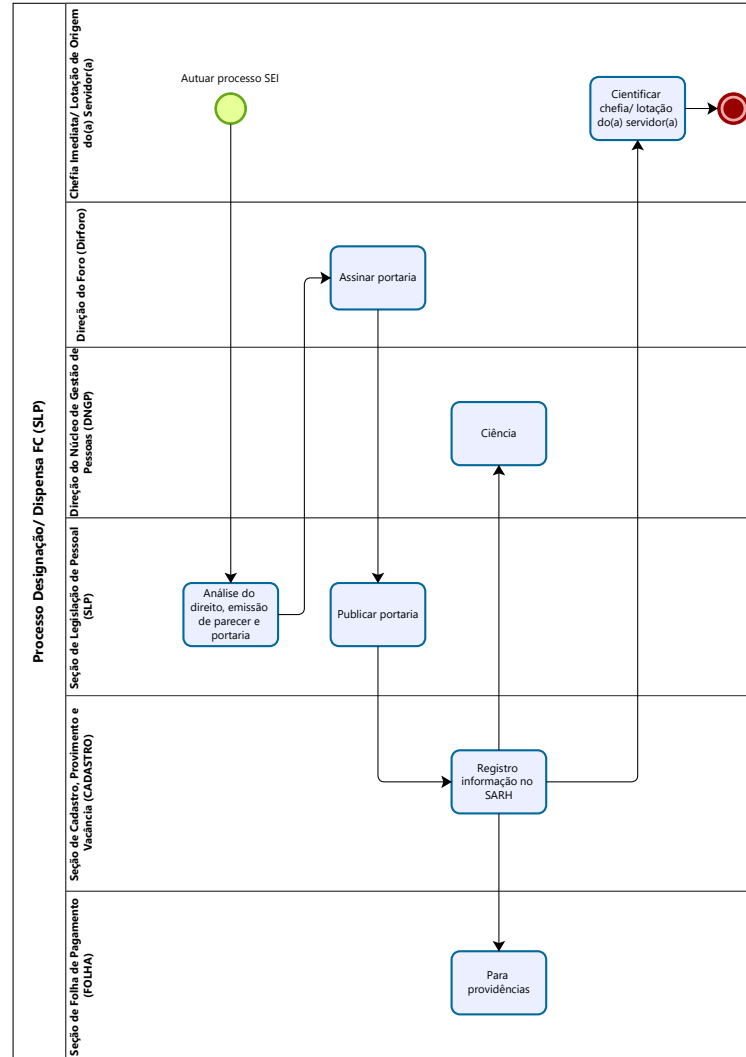 Processo Designação/ Dispensa FC (SLP)
Chefia Imediata/ Lotação de Origem
do(a) Servidor(a)
Autuar processo SEI
Cientificar
chefia/ lotação
do(a) servidor(a)
Direção do Foro (Dirforo)
Assinar portaria
Direção do Núcleo de Gestão de
Pessoas (DNGP)
Ciência
Seção de Legislação de Pessoal
(SLP)
Análise do
direito, emissão
de parecer e
portaria
Publicar portaria
Seção de Cadastro, Provimento e
Vacância (CADASTRO)
Registro
informação no
SARH
Seção de Folha de Pagamento
(FOLHA)
Para
providências